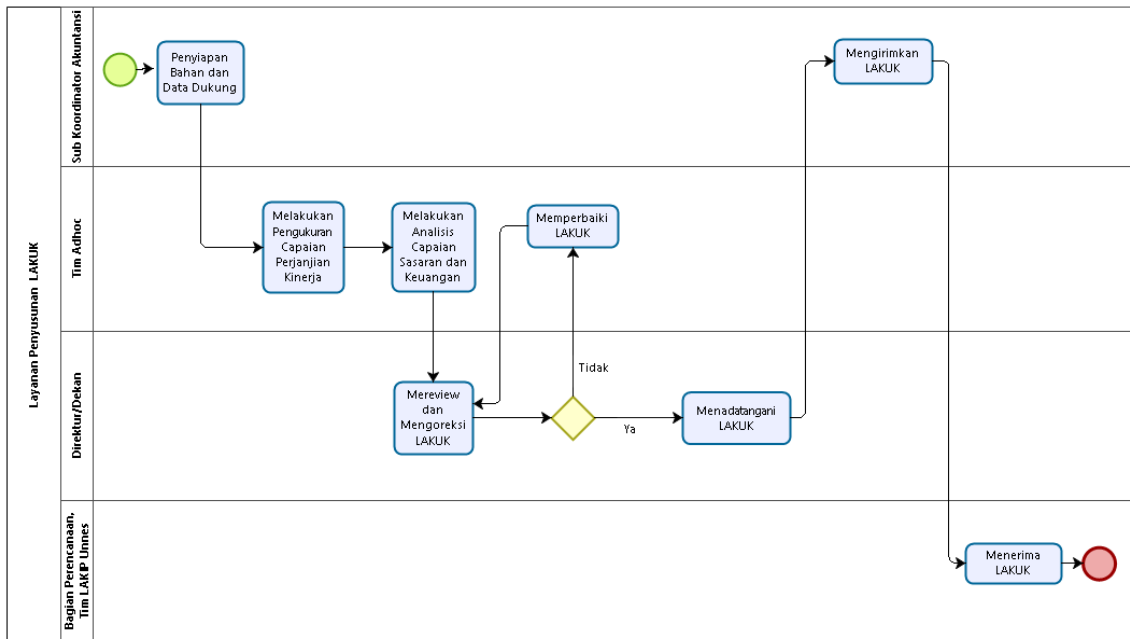 Layanan Penyusunan LAKUK
Sub Koordinator Akuntansi
Penyiapan
Bahan dan
Data Dukung
Mengirimkan
LAKUK
Tim Adhoc
Melakukan
Pengukuran
Capaian
Perjanjian
Kinerja
Melakukan
Analisis
Capaian
Sasaran dan
Keuangan
Memperbaiki
LAKUK
Direktur/Dekan
Mereview
dan
Mengoreksi
LAKUK
Tidak
Ya
Menadatangani
LAKUK
Bagian Perencanaan,
Tim LAKIP Unnes
Menerima
LAKUK